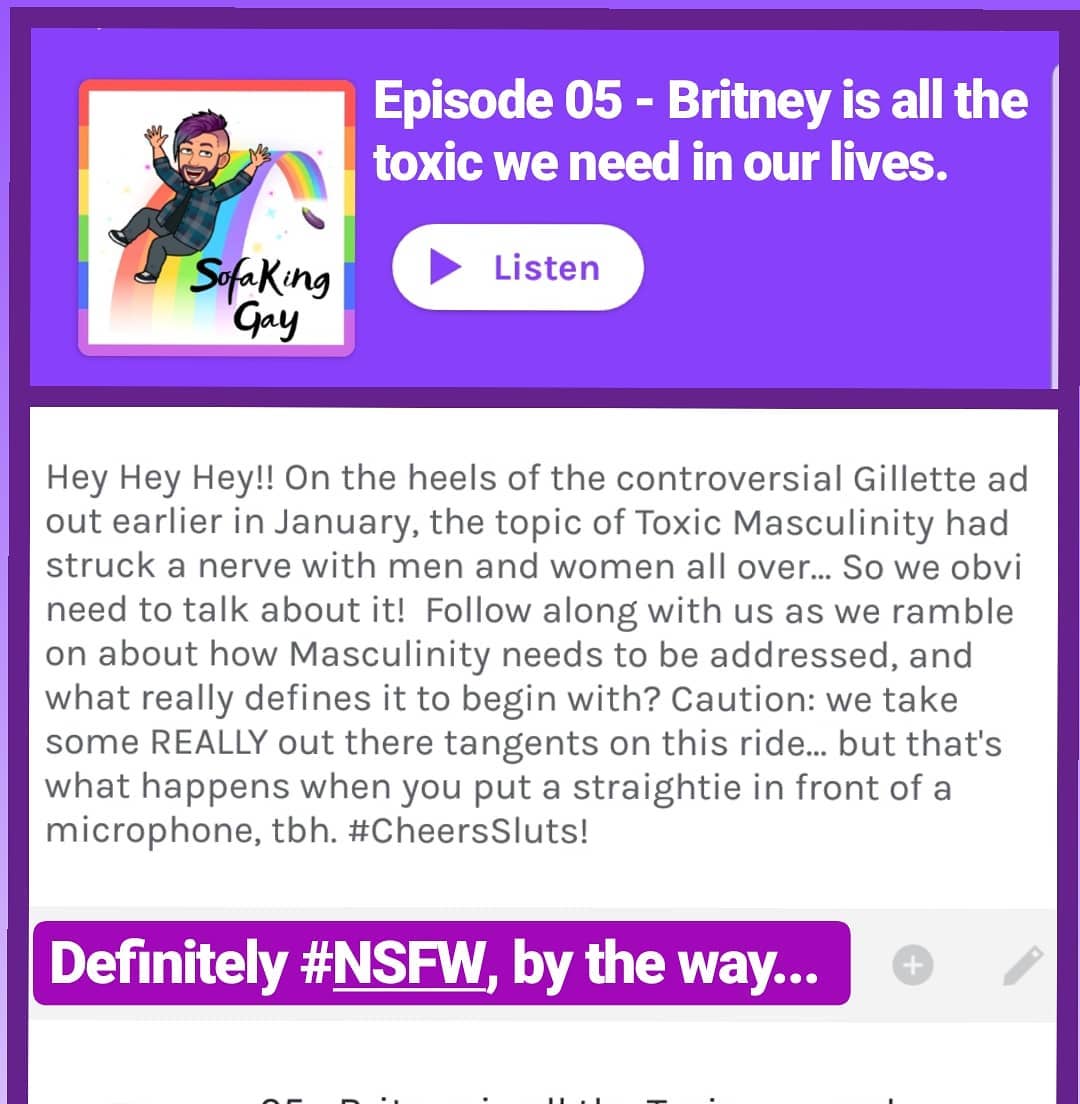 Episode 05 - Britney is all the
toxic we need in our lives.
SofaKing
Gay
Listen
Hey Hey Hey!! On the heels of the controversial Gillette ad
out earlier in January, the topic of Toxic Masculinity had
struck a nerve with men and women all over... So we obvi
need to talk about it!  Follow along with us as we ramble
on about how Masculinity needs to be addressed, and
what really defines it to begin with? Caution: we take
some REALLY out there tangents on this ride... but that's
what happens when you put a straightie in front of a
microphone, tbh. #CheersSluts!
Definitely #NSFW, by the way...